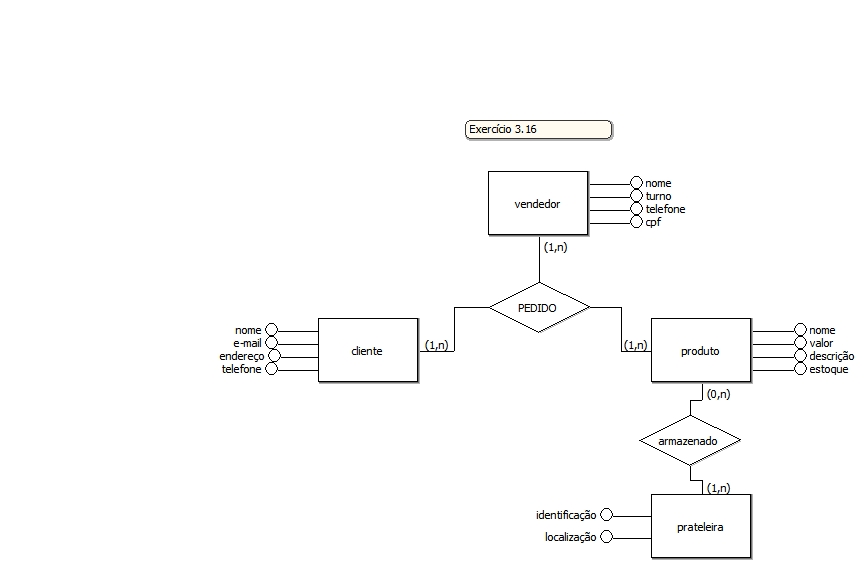 Exercício 3.16
vendedor
nome
turno
telefone
cpf
(1,n)
PEDIDO
nome
e-mail
endereço
telefone
cliente
(1,n)
(1,n)
produto
nome
valor
descrição
estoque
(0,n)
armazenado
(1,n)
identificação
localização
prateleira